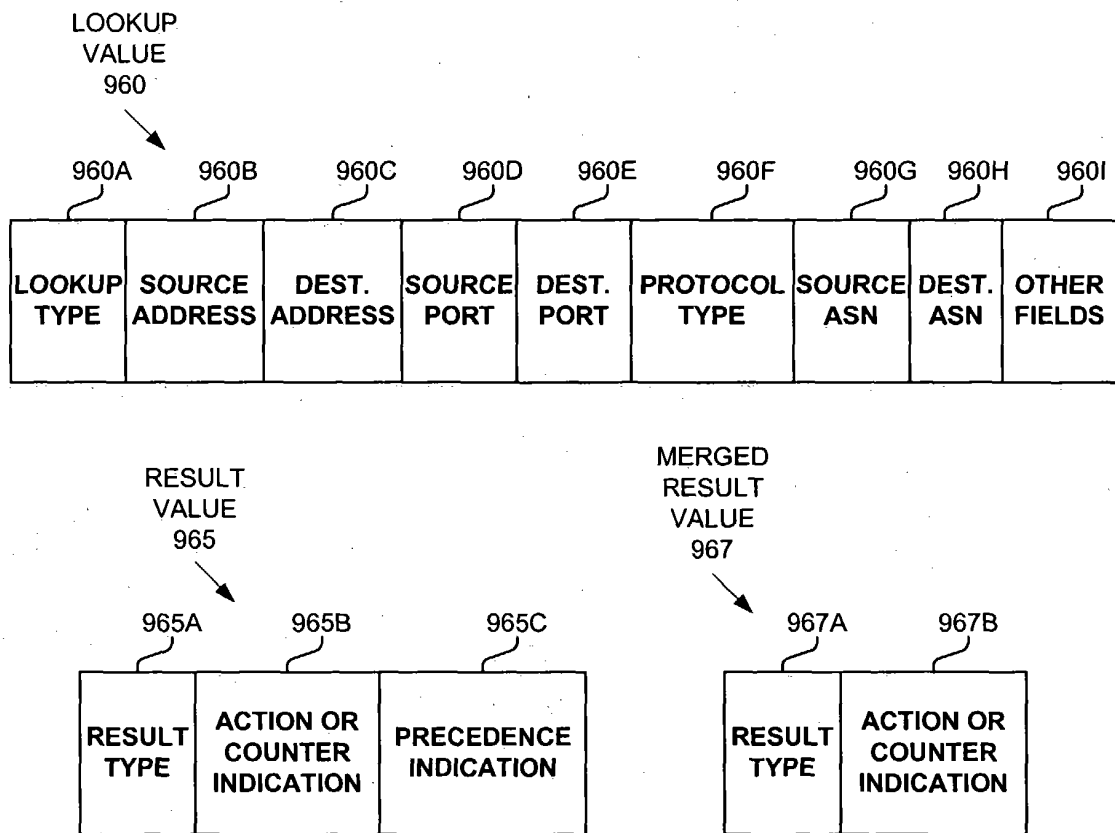 LOOKUP
VALUE
960
960A 960B 960C 960D 960E 960F 960G 960H 960I
LOOKUP TYPE
SOURCE ADDRESS
DEST. ADDRESS
SOURCE PORT
DEST. PORT
PROTOCOL TYPE
SOURCE ASN
DEST. ASN
OTHER FIELDS
RESULT
VALUE
965
965A 965B 965C
RESULT TYPE
ACTION OR COUNTER INDICATION
PRECEDENCE INDICATION
MERGED
RESULT
VALUE
967
967A 967B
RESULT TYPE
ACTION OR COUNTER INDICATION